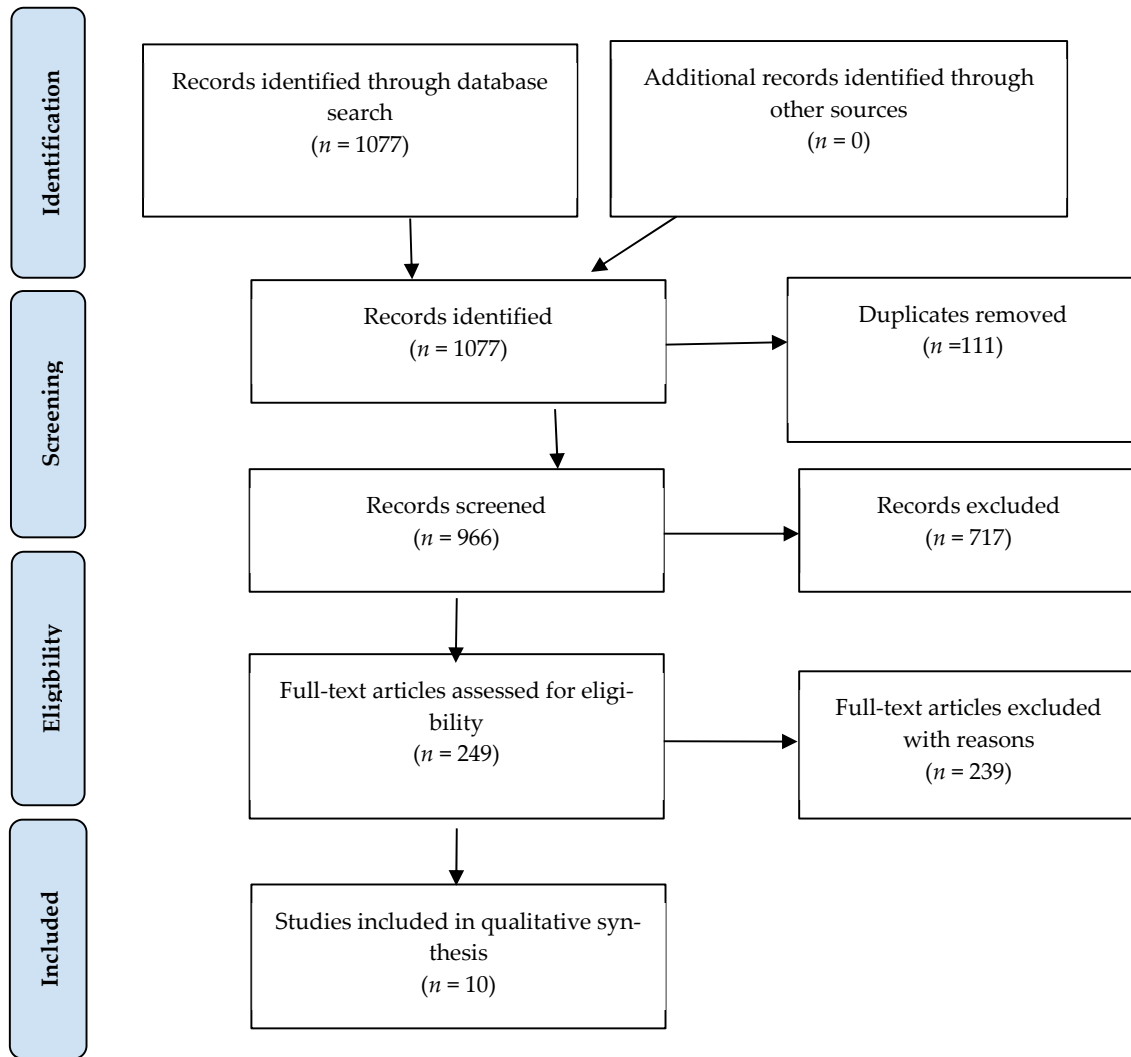 Identification
Records identified through database
search
(n = 1077)
Additional records identified through
other sources
(n = 0)
Screening
Records identified
(n = 1077)
Duplicates removed
(n =111)
Records screened
(n = 966)
Records excluded
(n = 717)
Eligibility
Full-text articles assessed for eligi-
bility
(n = 249)
Full-text articles excluded
with reasons
(n = 239)
Included
Studies included in qualitative syn-
thesis
(n = 10)